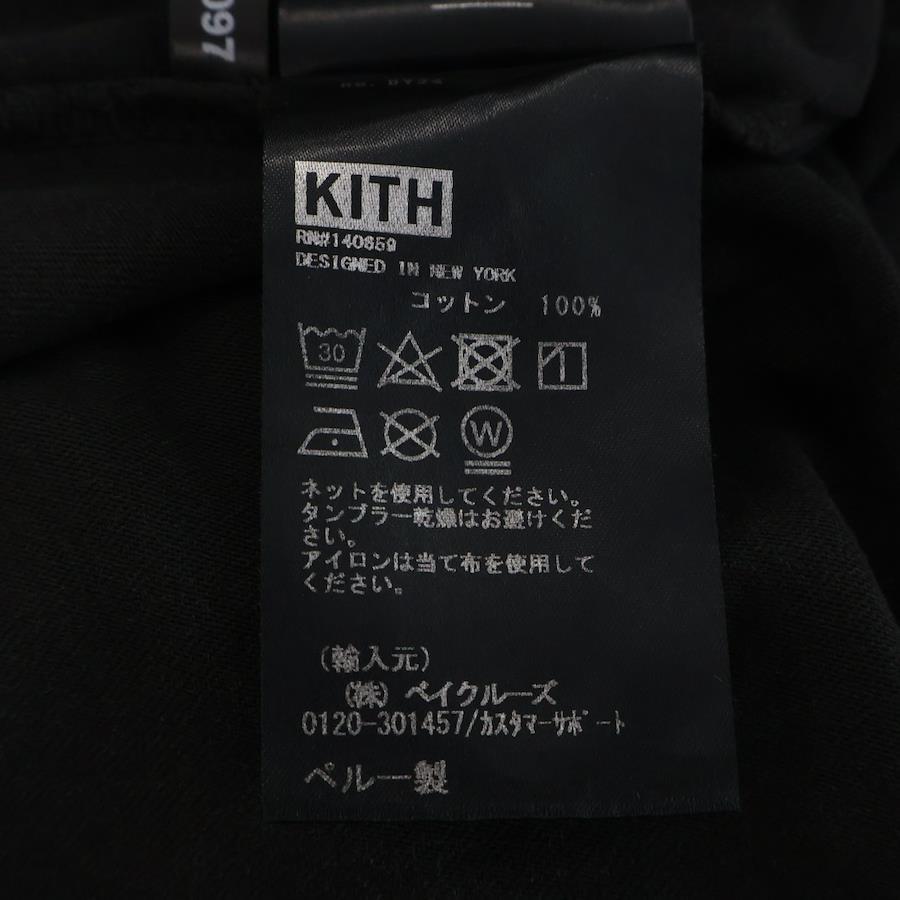 097
KITH
RN#140659
DESIGNED IN NEW YORK
コットン 100%
30
W
ネットを使用してください。
タンブラー乾燥はお避けくだ
さい。
アイロンは当て布を使用して
ください。
(輸入元)
(株) ベイクルーズ
0120-301457/カスタマーサポート
ペルー製